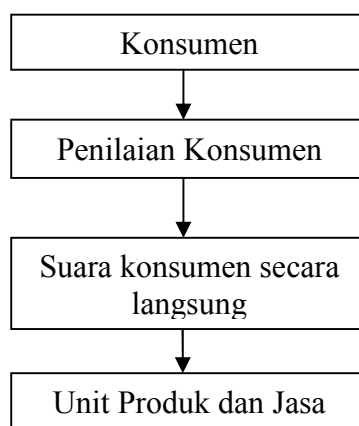 Konsumen
Penilaian Konsumen
Suara konsumen secara
langsung
Unit Produk dan Jasa